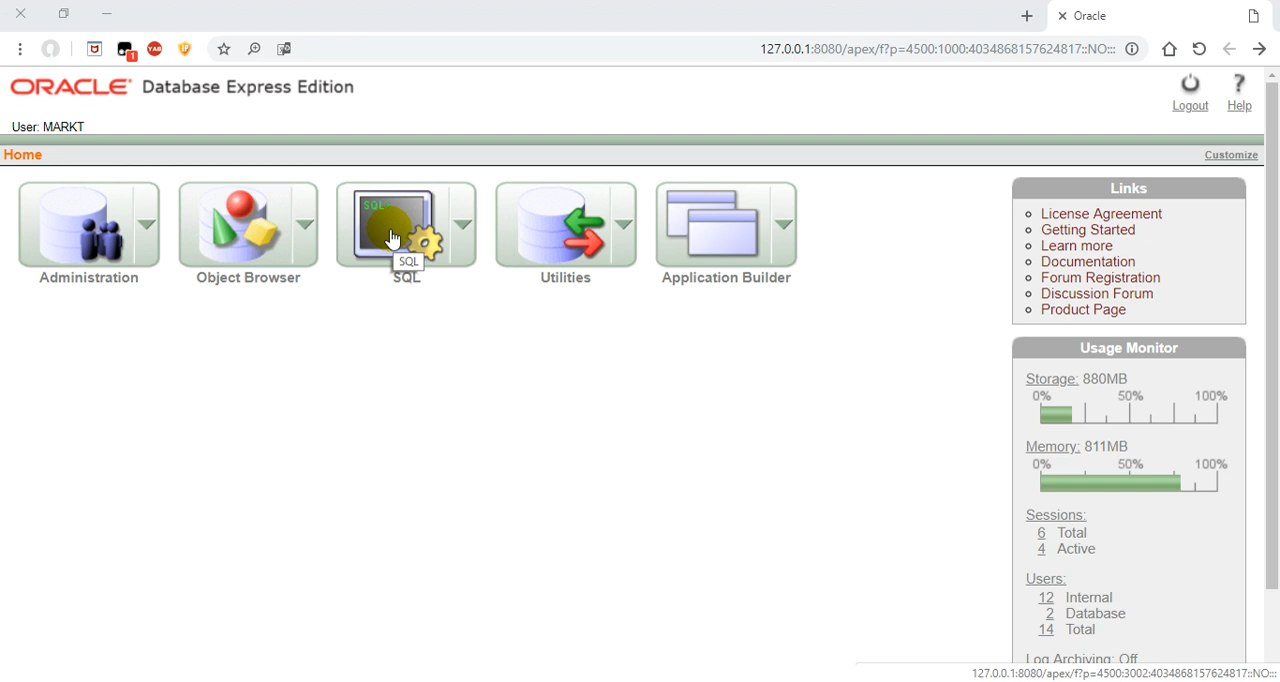 Oracle
127.0.0.1:8080/apex/f?p=4500:1000:4034868157624817::NO:::
1
YAB
ORACLE® Database Express Edition
Logout
Help
User: MARKT
Home
Customize
SQL
SQL
Administration
Object Browser
SQL
Utilities
Application Builder
Links
License Agreement
Getting Started
Learn more
Documentation
Forum Registration
Discussion Forum
Product Page
Usage Monitor
Storage: 880MB
0% 50% 100%
Memory: 811MB
0% 50% 100%
Sessions:
6 Total
4 Active
Users:
12 Internal
2 Database
14 Total
Log Archiving: Off
127.0.0.1:8080/apex/f?p=4500:3002:4034868157624817::NO:::